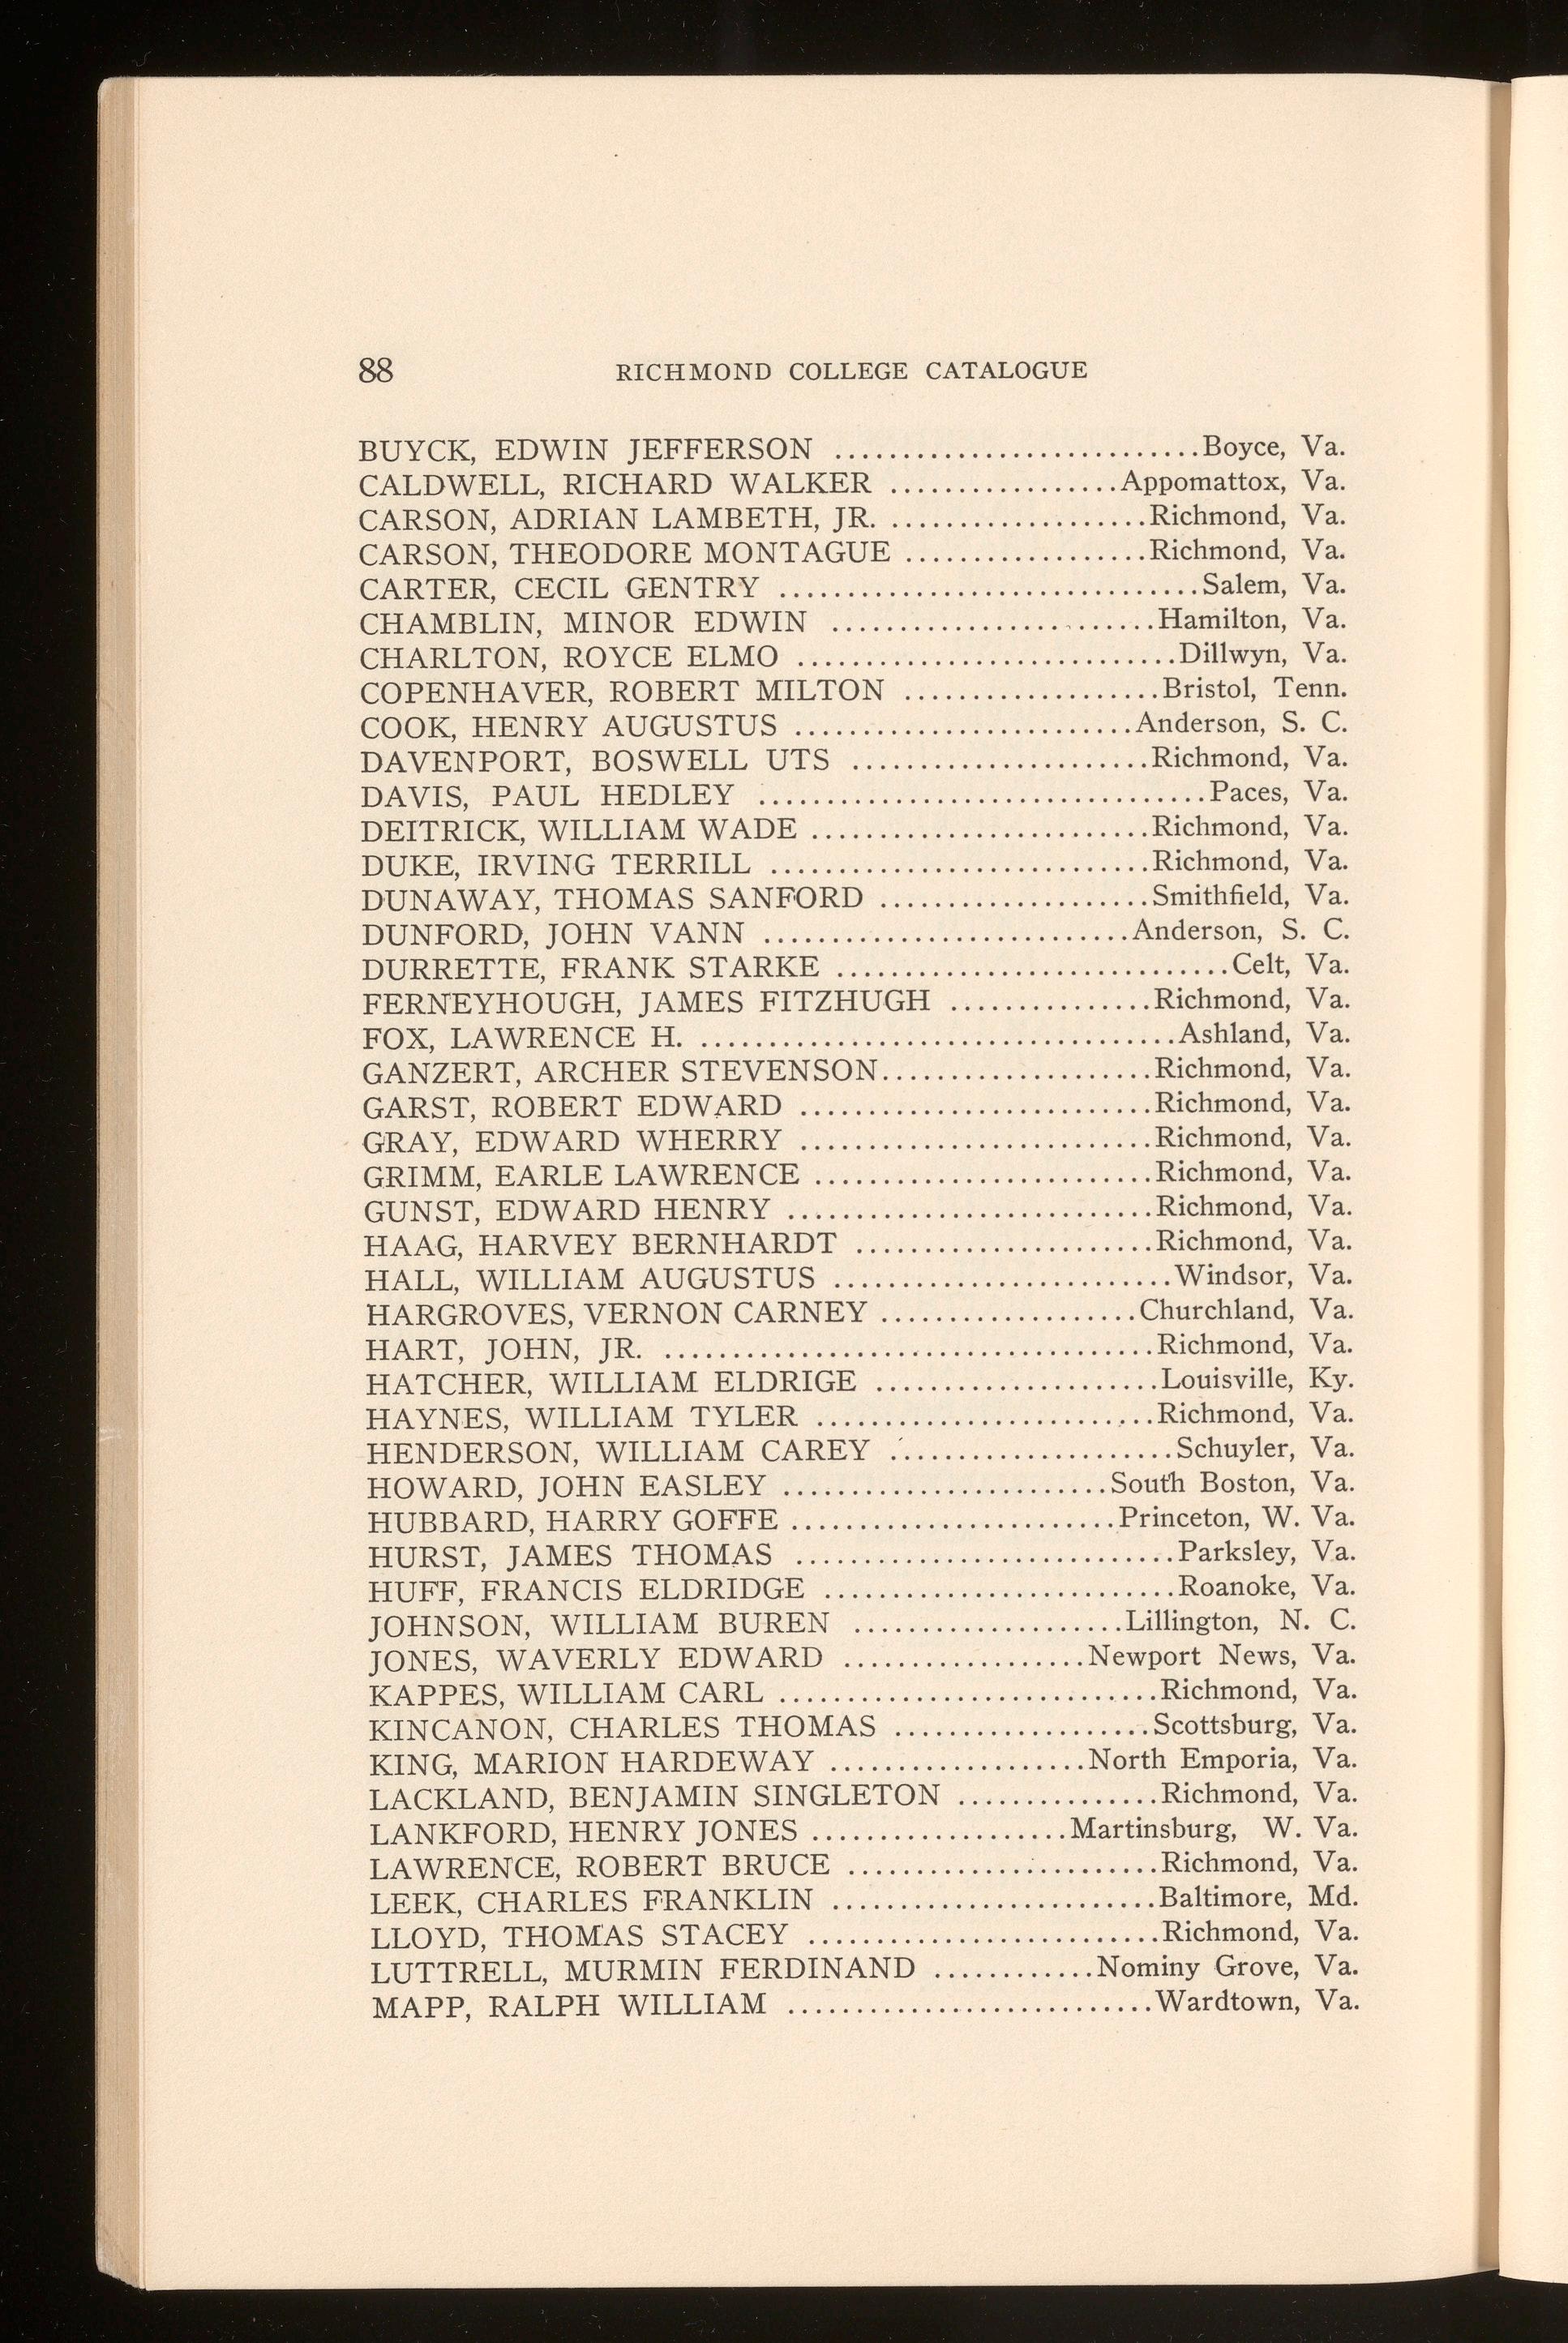 88 RICHMOND COLLEGE CATALOGUE
BUYCK, EDWIN JEFFERSON ...........................Boyce, Va.
CALDWELL, RICHARD WALKER .................Appomattox, Va.
CARSON, ADRIAN LAMBETH, JR. ...................Richmond, Va.
CARSON, THEODORE MONTAGUE ..................Richmond, Va.
CARTER, CECIL GENTRY ...............................Salem, Va.
CHAMBLIN, MINOR EDWIN ........................Hamilton, Va.
CHARLTON, ROYCE ELMO ............................Dillwyn, Va.
COPENHAVER, ROBERT MILTON ...................Bristol, Tenn.
COOK, HENRY AUGUSTUS .........................Anderson, S. C.
DAVENPORT, BOSWELL UTS ......................Richmond, Va.
DAVIS, PAUL HEDLEY .................................Paces, Va.
DEITRICK, WILLIAM WADE .........................Richmond, Va.
DUKE, IRVING TERRILL ............................Richmond, Va.
DUNAWAY, THOMAS SANFORD ....................Smithfield, Va.
DUNFORD, JOHN VANN ...........................Anderson, S. C.
DURRETTE, FRANK STARKE .............................Celt, Va.
FERNEYHOUGH, JAMES FITZHUGH ...............Richmond, Va.
FOX, LAWRENCE H. ...................................Ashland, Va.
GANZERT, ARCHER STEVENSON....................Richmond, Va.
GARST, ROBERT EDWARD ..........................Richmond, Va.
GRAY, EDWARD WHERRY ..........................Richmond, Va.
GRIMM, EARLE LAWRENCE .........................Richmond, Va.
GUNST, EDWARD HENRY ...........................Richmond, Va.
HAAG, HARVEY BERNHARDT ......................Richmond, Va.
HALL, WILLIAM AUGUSTUS .........................Windsor, Va.
HARGROVES, VERNON CARNEY ...................Churchland, Va.
HART, JOHN, JR. ....................................Richmond, Va.
HATCHER, WILLIAM ELDRIGE .....................Louisville, Ky.
HAYNES, WILLIAM TYLER .........................Richmond, Va.
HENDERSON, WILLIAM CAREY .....................Schuyler, Va.
HOWARD, JOHN EASLEY ........................South Boston, Va.
HUBBARD, HARRY GOFFE ........................Princeton, W. Va.
HURST, JAMES THOMAS ............................Parksley, Va.
HUFF, FRANCIS ELDRIDGE ..........................Roanoke, Va.
JOHNSON, WILLIAM BUREN ....................Lillington, N. C.
JONES, WAVERLY EDWARD ..................Newport News, Va.
KAPPES, WILLIAM CARL ............................Richmond, Va.
KINCANON, CHARLES THOMAS ...................Scottsburg, Va.
KING, MARION HARDEWAY ...................North Emporia, Va.
LACKLAND, BENJAMIN SINGLETON ...............Richmond, Va.
LANKFORD, HENRY JONES ...................Martinsburg, W. Va.
LAWRENCE, ROBERT BRUCE .......................Richmond, Va.
LEEK, CHARLES FRANKLIN ........................Baltimore, Md.
LLOYD, THOMAS STACEY ..........................Richmond, Va.
LUTTRELL, MURMIN FERDINAND ............Nominy Grove, Va.
MAPP, RALPH WILLIAM ...........................Wardtown, Va.